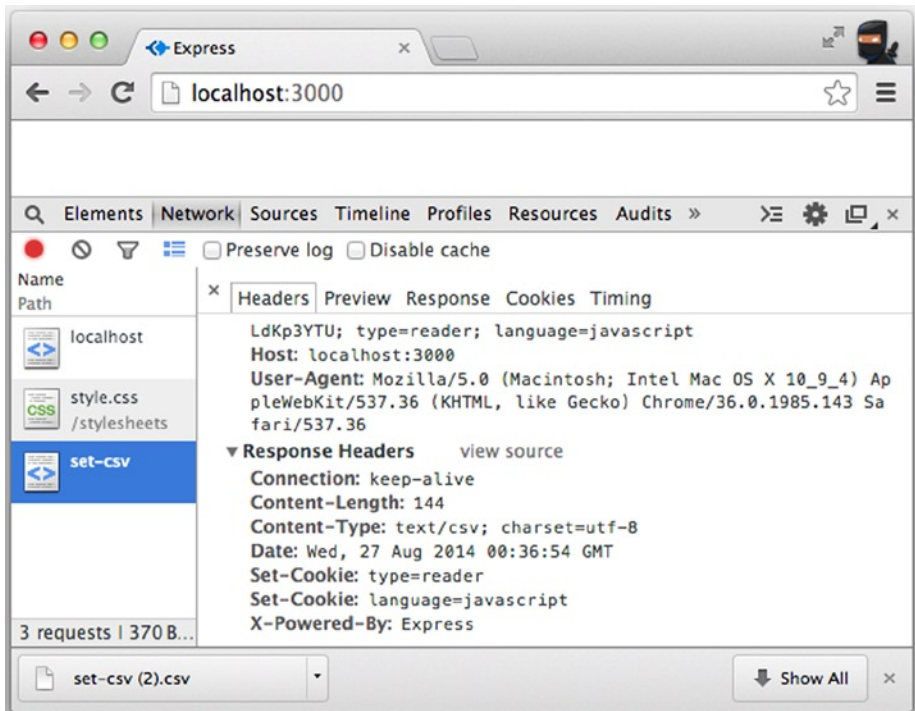 Express
localhost:3000
Elements Network Sources Timeline Profiles Resources Audits »
Preserve log Disable cache
Name
Path
Headers Preview Response Cookies Timing
localhost
style.css
/stylesheets
set-csv
LdKp3YTU; type=reader; language=javascript
Host: localhost:3000
User-Agent: Mozilla/5.0 (Macintosh; Intel Mac OS X 10_9_4) Ap
pleWebKit/537.36 (KHTML, like Gecko) Chrome/36.0.1985.143 Sa
fari/537.36
Response Headers view source
Connection: keep-alive
Content-Length: 144
Content-Type: text/csv; charset=utf-8
Date: Wed, 27 Aug 2014 00:36:54 GMT
Set-Cookie: type=reader
Set-Cookie: language=javascript
X-Powered-By: Express
3 requests | 370 B...
set-csv (2).csv
Show All